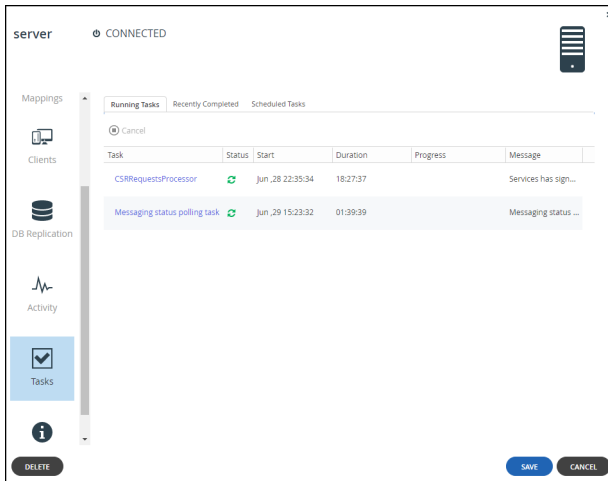 server
CONNECTED
Mappings
Clients
DB Replication
Activity
Tasks
Running Tasks Recently Completed Scheduled Tasks
Cancel
Task Status Start Duration Progress Message
CSRRequestsProcessor Jun ,28 22:35:34 18:27:37 Services has sign...
Messaging status polling task Jun ,29 15:23:32 01:39:39 Messaging status ...
DELETE
SAVE
CANCEL